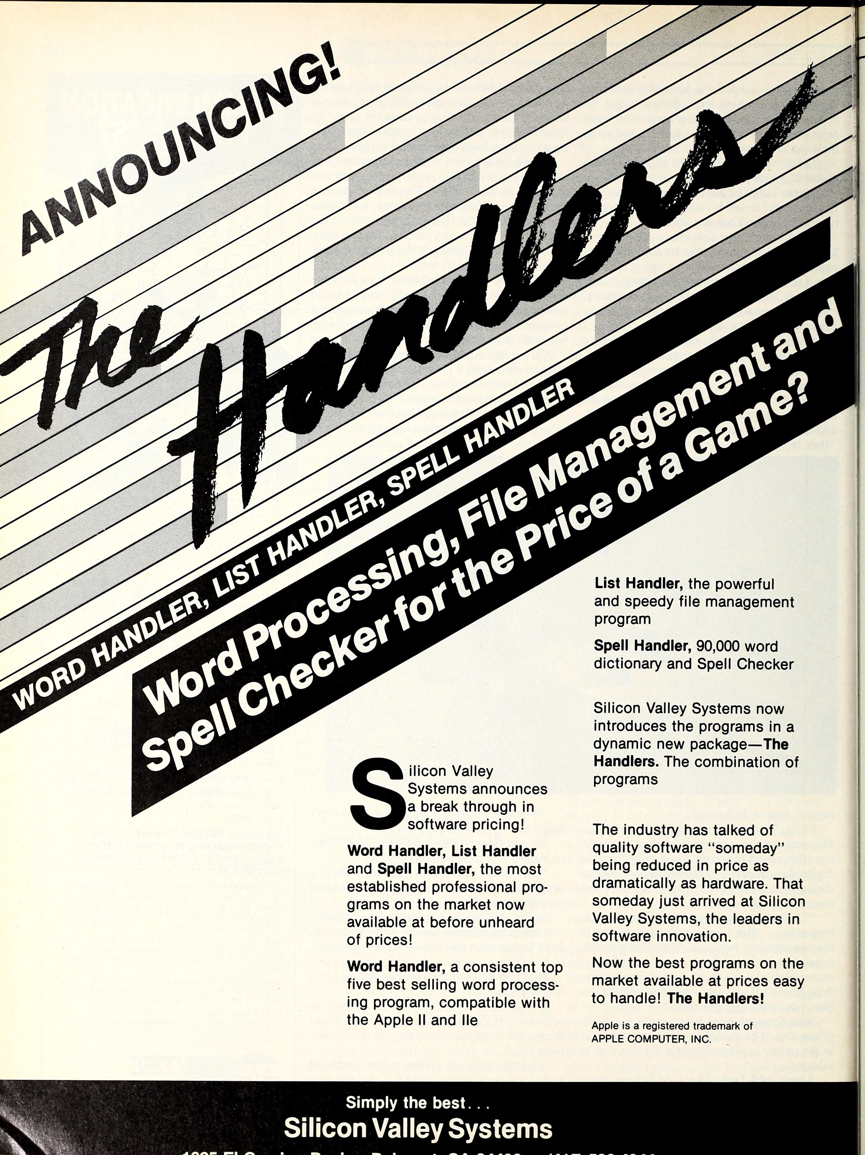 ANNOUNCING!
The
Handlers
WORD HANDLER, LIST HANDLER, SPELL HANDLER
Word Processing, File Management and
Spell Checker for the Price of a Game?
Silicon Valley
Systems announces
a break through in
software pricing!
Word Handler, List Handler
and Spell Handler, the most
established professional pro-
grams on the market now
available at before unheard
of prices!
Word Handler, a consistent top
five best selling word process-
ing program, compatible with
the Apple II and IIe
List Handler, the powerful
and speedy file management
program
Spell Handler, 90,000 word
dictionary and Spell Checker
Silicon Valley Systems now
introduces the programs in a
dynamic new package—The
Handlers. The combination of
programs
The industry has talked of
quality software “someday”
being reduced in price as
dramatically as hardware. That
someday just arrived at Silicon
Valley Systems, the leaders in
software innovation.
Now the best programs on the
market available at prices easy
to handle! The Handlers!
Apple is a registered trademark of
APPLE COMPUTER, INC.
Simply the best. . .
Silicon Valley Systems